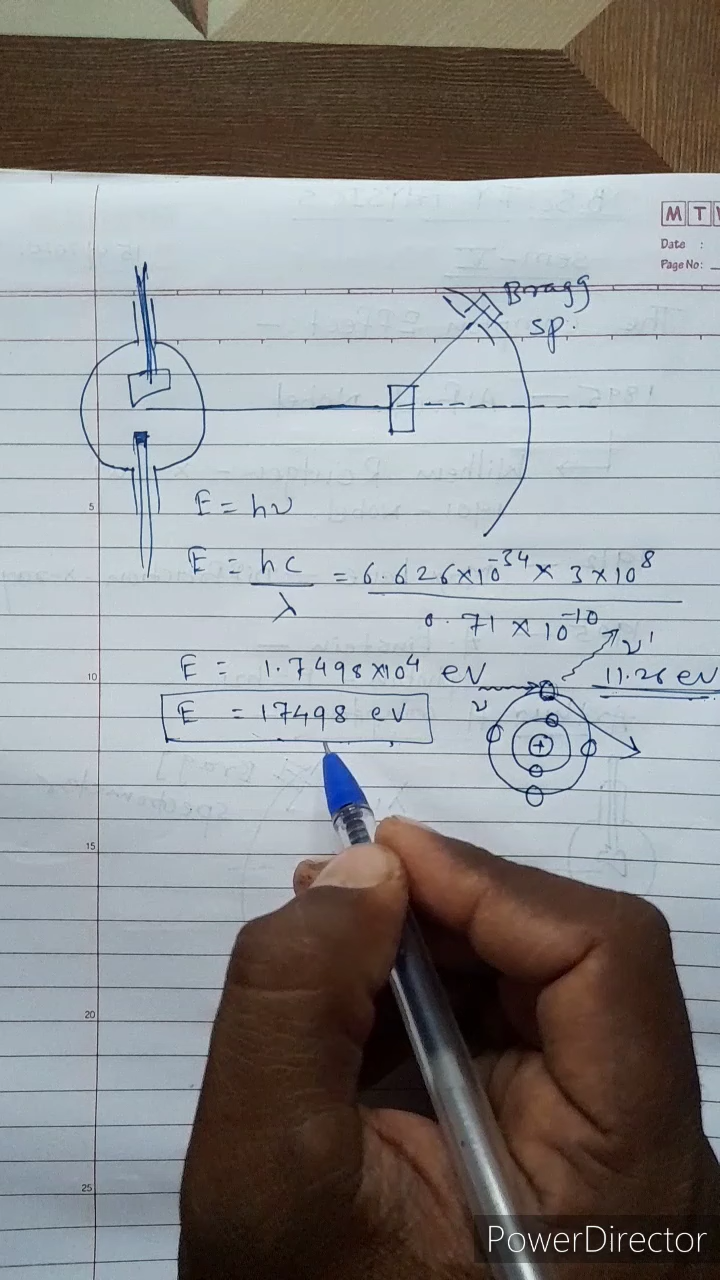 M T
Date :
Page No:
Bragg
sp.
5
E = hν
E = hc/λ = 6.626×10⁻³⁴ × 3×10⁸ / 0.71 × 10⁻¹⁰
ν'
10
E = 1.7498×10⁴ eV
11.26 eV
ν
E = 17498 eV
+
15
20
25
PowerDirector